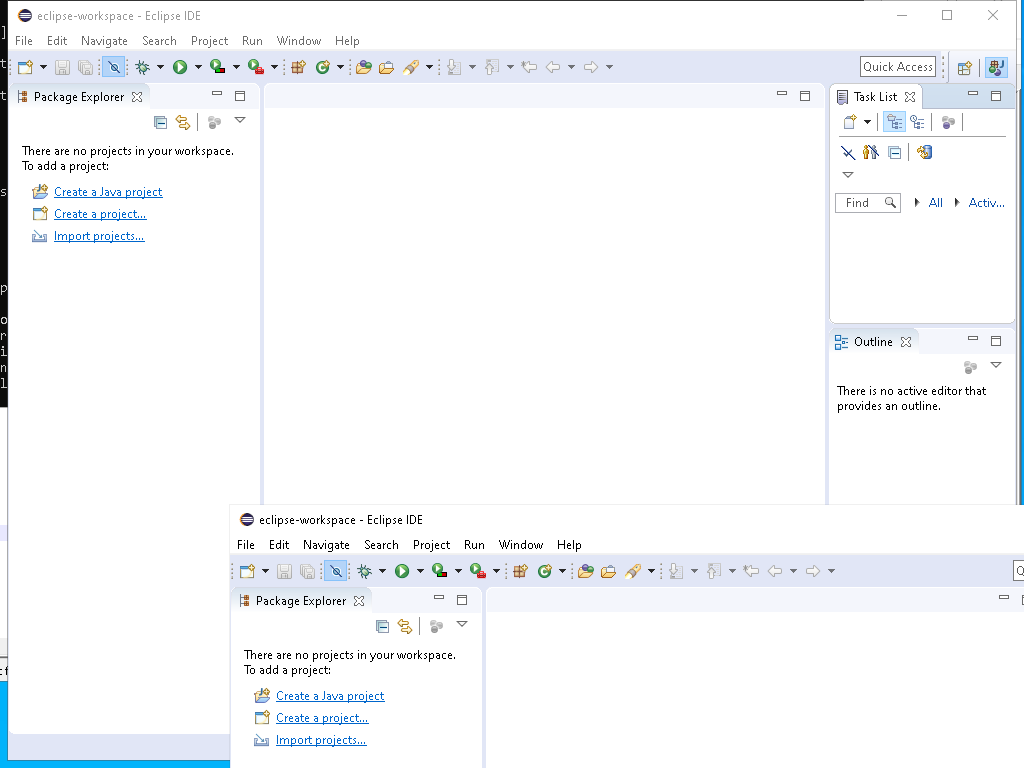 eclipse-workspace - Eclipse IDE
File Edit Navigate Search Project Run Window Help
Quick Access
Package Explorer
Task List
There are no projects in your workspace.
To add a project:
Create a Java project
Create a project...
Import projects...
Find All Activ...
Outline
There is no active editor that
provides an outline.
eclipse-workspace - Eclipse IDE
File Edit Navigate Search Project Run Window Help
Package Explorer
There are no projects in your workspace.
To add a project:
Create a Java project
Create a project...
Import projects...